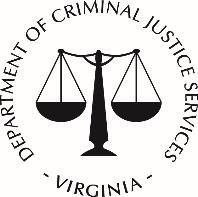 DEPARTMENT OF CRIMINAL JUSTICE SERVICES
- VIRGINIA -